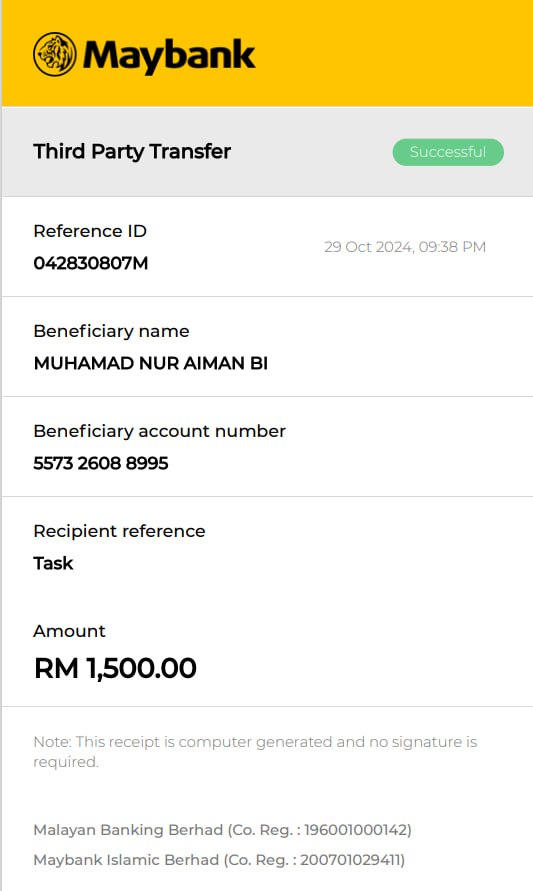 Maybank
Third Party Transfer
Successful
Reference ID
29 Oct 2024, 09:38 PM
042830807M
Beneficiary name
MUHAMAD NUR AIMAN BI
Beneficiary account number
5573 2608 8995
Recipient reference
Task
Amount
RM 1,500.00
Note: This receipt is computer generated and no signature is
required.
Malayan Banking Berhad (Co. Reg. : 196001000142)
Maybank Islamic Berhad (Co. Reg. : 200701029411)